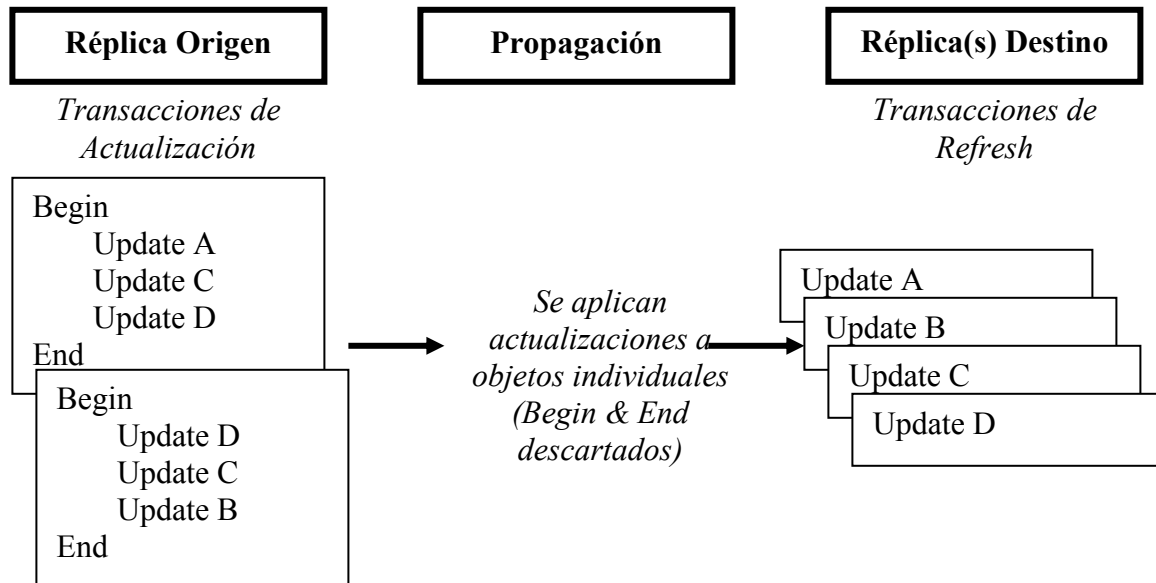 Réplica Origen
Propagación
Réplica(s) Destino
Transacciones de
Actualización
Transacciones de
Refresh
Begin
Update A
Update C
Update D
End
Begin
Update D
Update C
Update B
End
Se aplican
actualizaciones a
objetos individuales
(Begin & End
descartados)
Update A
Update B
Update C
Update D